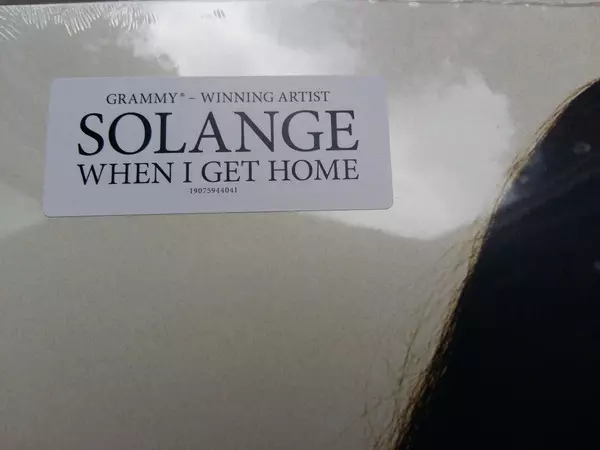 GRAMMY® - WINNING ARTIST
SOLANGE
WHEN I GET HOME
19075944041